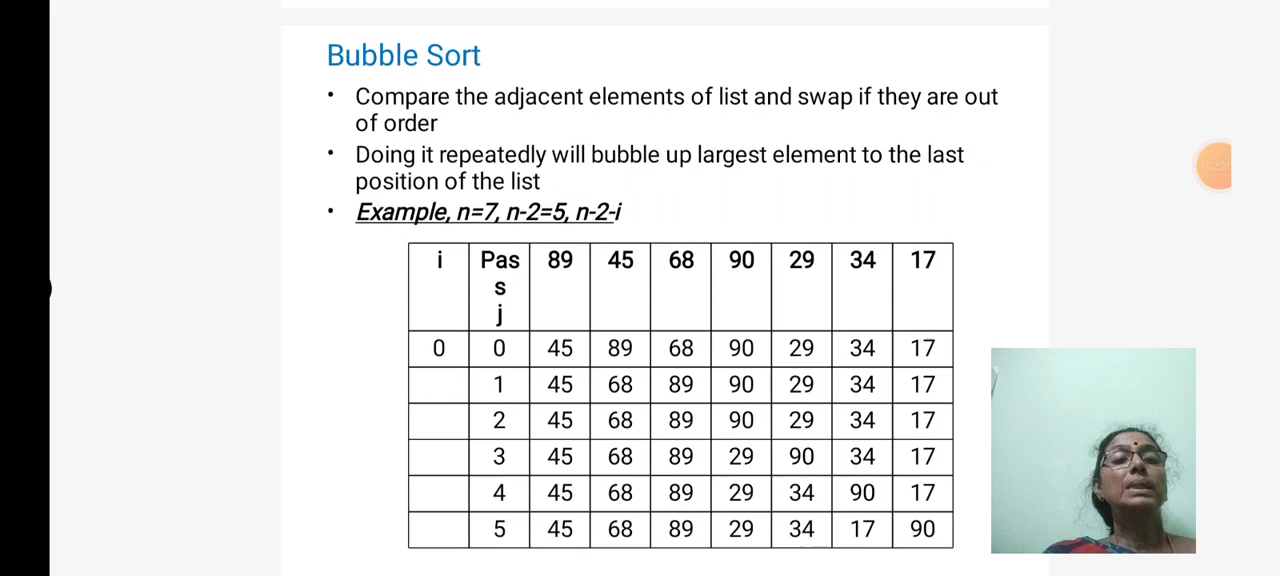 Bubble Sort
• Compare the adjacent elements of list and swap if they are out
of order
• Doing it repeatedly will bubble up largest element to the last
position of the list
• Example, n=7, n-2=5, n-2-i
i Pas 89 45 68 90 29 34 17
s
j
0 0 45 89 68 90 29 34 17
1 45 68 89 90 29 34 17
2 45 68 89 90 29 34 17
3 45 68 89 29 90 34 17
4 45 68 89 29 34 90 17
5 45 68 89 29 34 17 90